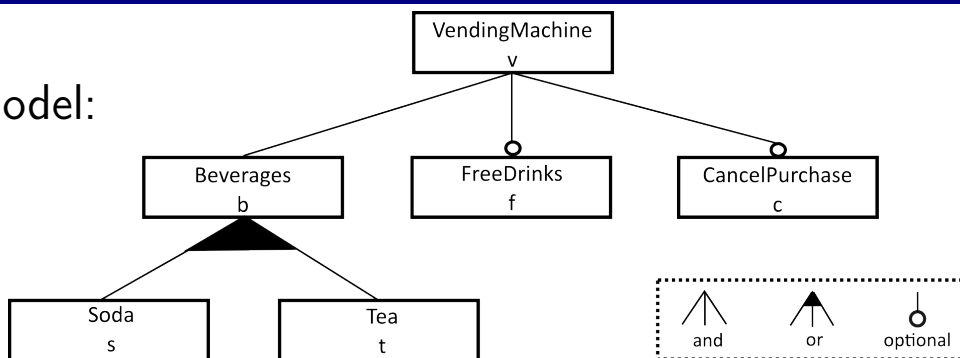 VendingMachine
v
odel:
Beverages
b
FreeDrinks
f
CancelPurchase
c
Soda
s
Tea
t
and
or
optional